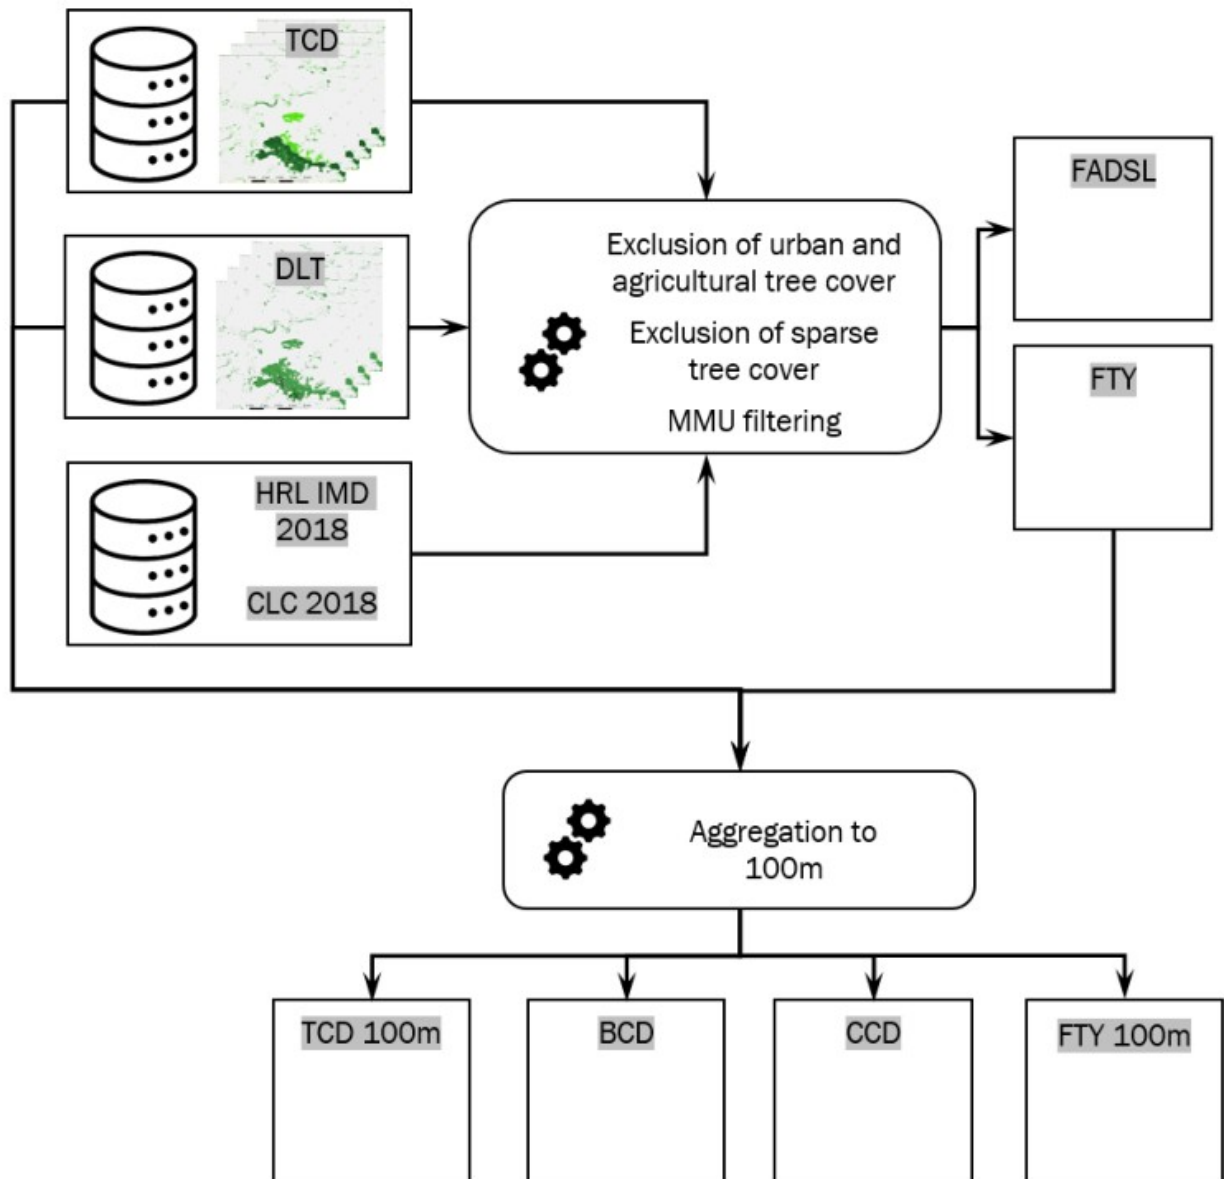 TCD
DLT
HRL IMD
2018
CLC 2018
Exclusion of urban and
agricultural tree cover
Exclusion of sparse
tree cover
MMU filtering
FADSL
FTY
Aggregation to
100m
TCD 100m
BCD
CCD
FTY 100m